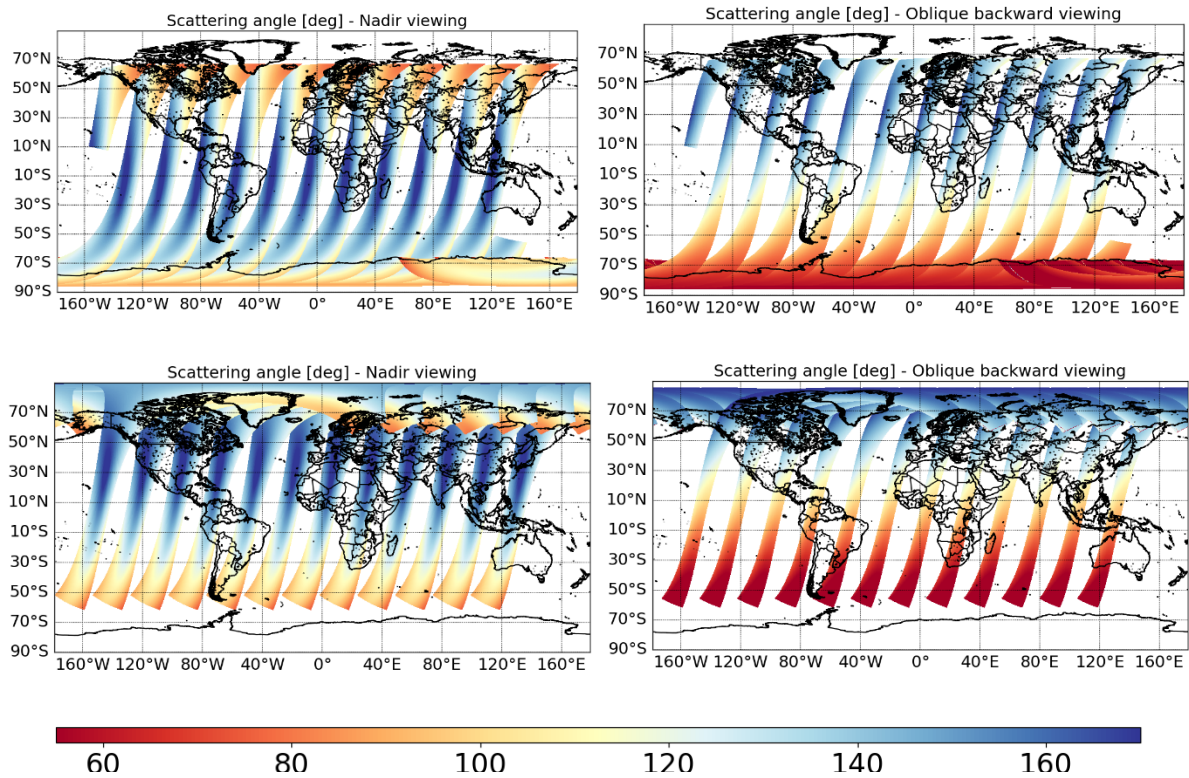 Scattering angle [deg] - Nadir viewing
70°N
50°N
30°N
10°N
10°S
30°S
50°S
70°S
90°S
160°W 120°W 80°W 40°W 0° 40°E 80°E 120°E 160°E
Scattering angle [deg] - Oblique backward viewing
70°N
50°N
30°N
10°N
10°S
30°S
50°S
70°S
90°S
160°W 120°W 80°W 40°W 0° 40°E 80°E 120°E 160°E
Scattering angle [deg] - Nadir viewing
70°N
50°N
30°N
10°N
10°S
30°S
50°S
70°S
90°S
160°W 120°W 80°W 40°W 0° 40°E 80°E 120°E 160°E
Scattering angle [deg] - Oblique backward viewing
70°N
50°N
30°N
10°N
10°S
30°S
50°S
70°S
90°S
160°W 120°W 80°W 40°W 0° 40°E 80°E 120°E 160°E
60 80 100 120 140 160